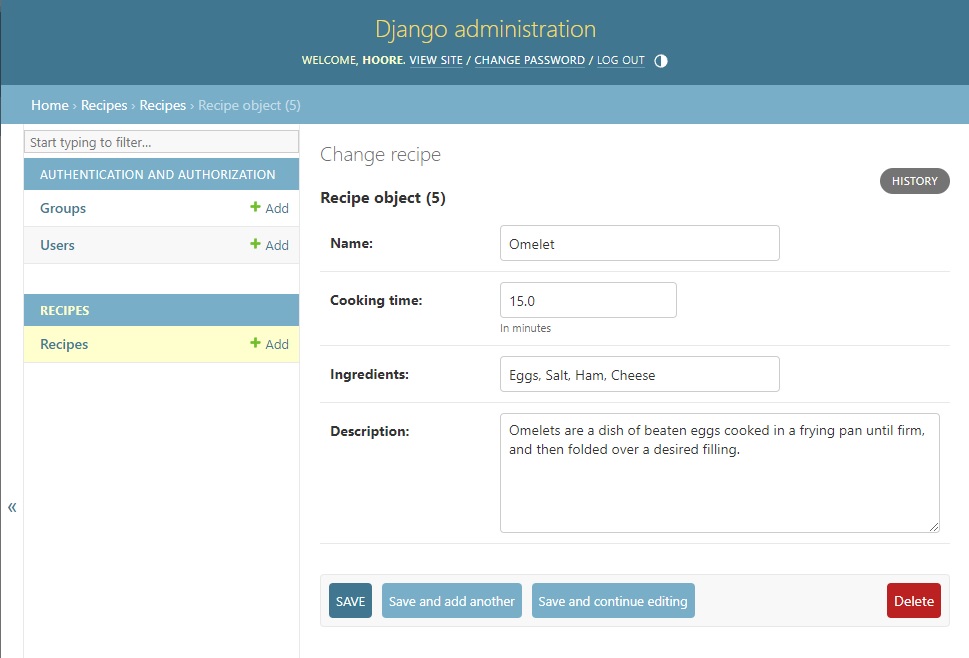 Django administration
WELCOME, HOORE. VIEW SITE / CHANGE PASSWORD / LOG OUT
Home › Recipes › Recipes › Recipe object (5)
Start typing to filter...
AUTHENTICATION AND AUTHORIZATION
Groups + Add
Users + Add
RECIPES
Recipes + Add
«
Change recipe
HISTORY
Recipe object (5)
Name: Omelet
Cooking time: 15.0
In minutes
Ingredients: Eggs, Salt, Ham, Cheese
Description: Omelets are a dish of beaten eggs cooked in a frying pan until firm,
and then folded over a desired filling.
SAVE Save and add another Save and continue editing Delete